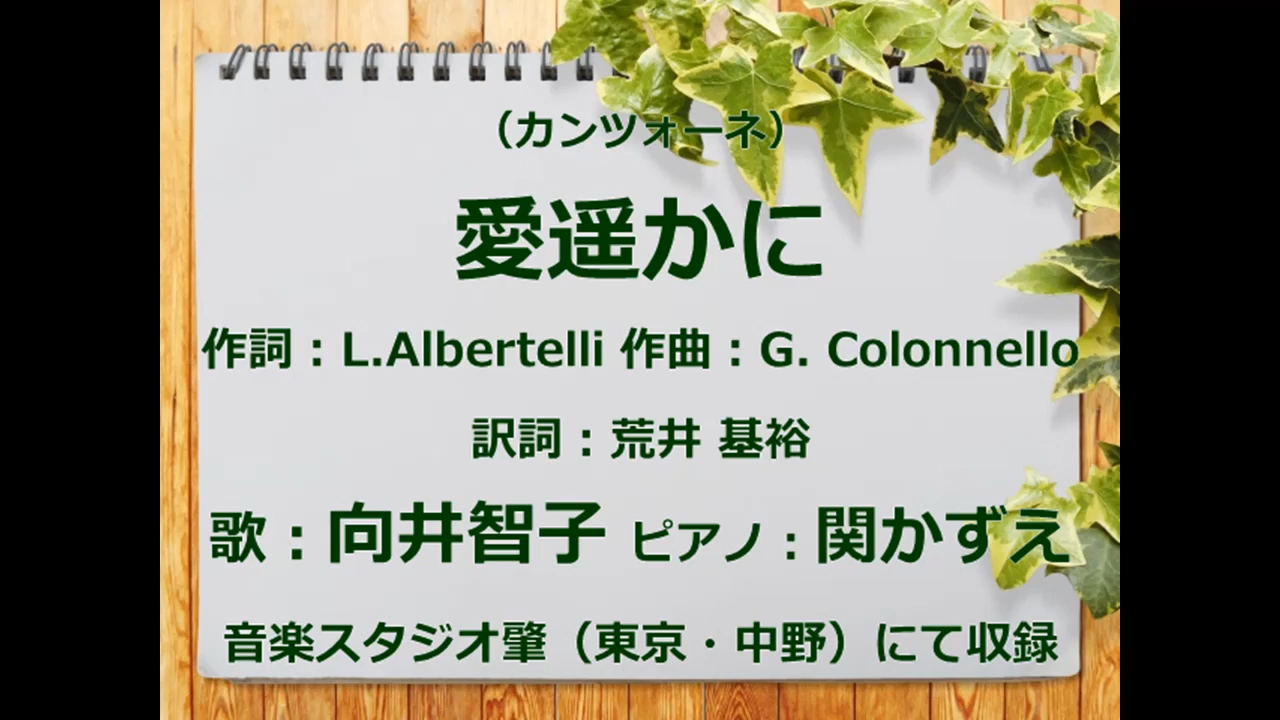 （カンツォーネ）
愛遥かに
作詞：L.Albertelli 作曲：G. Colonnello
訳詞：荒井 基裕
歌：向井智子 ピアノ：関かずえ
音楽スタジオ肇（東京・中野）にて収録